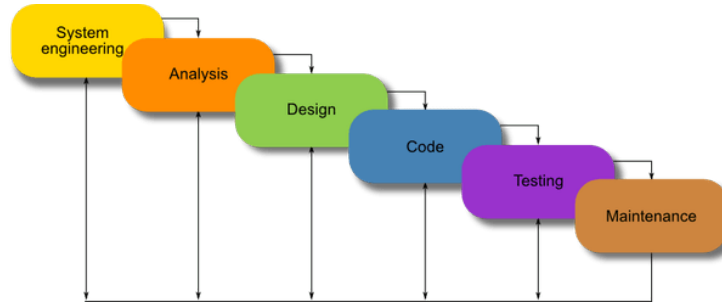 System
engineering
Analysis
Design
Code
Testing
Maintenance